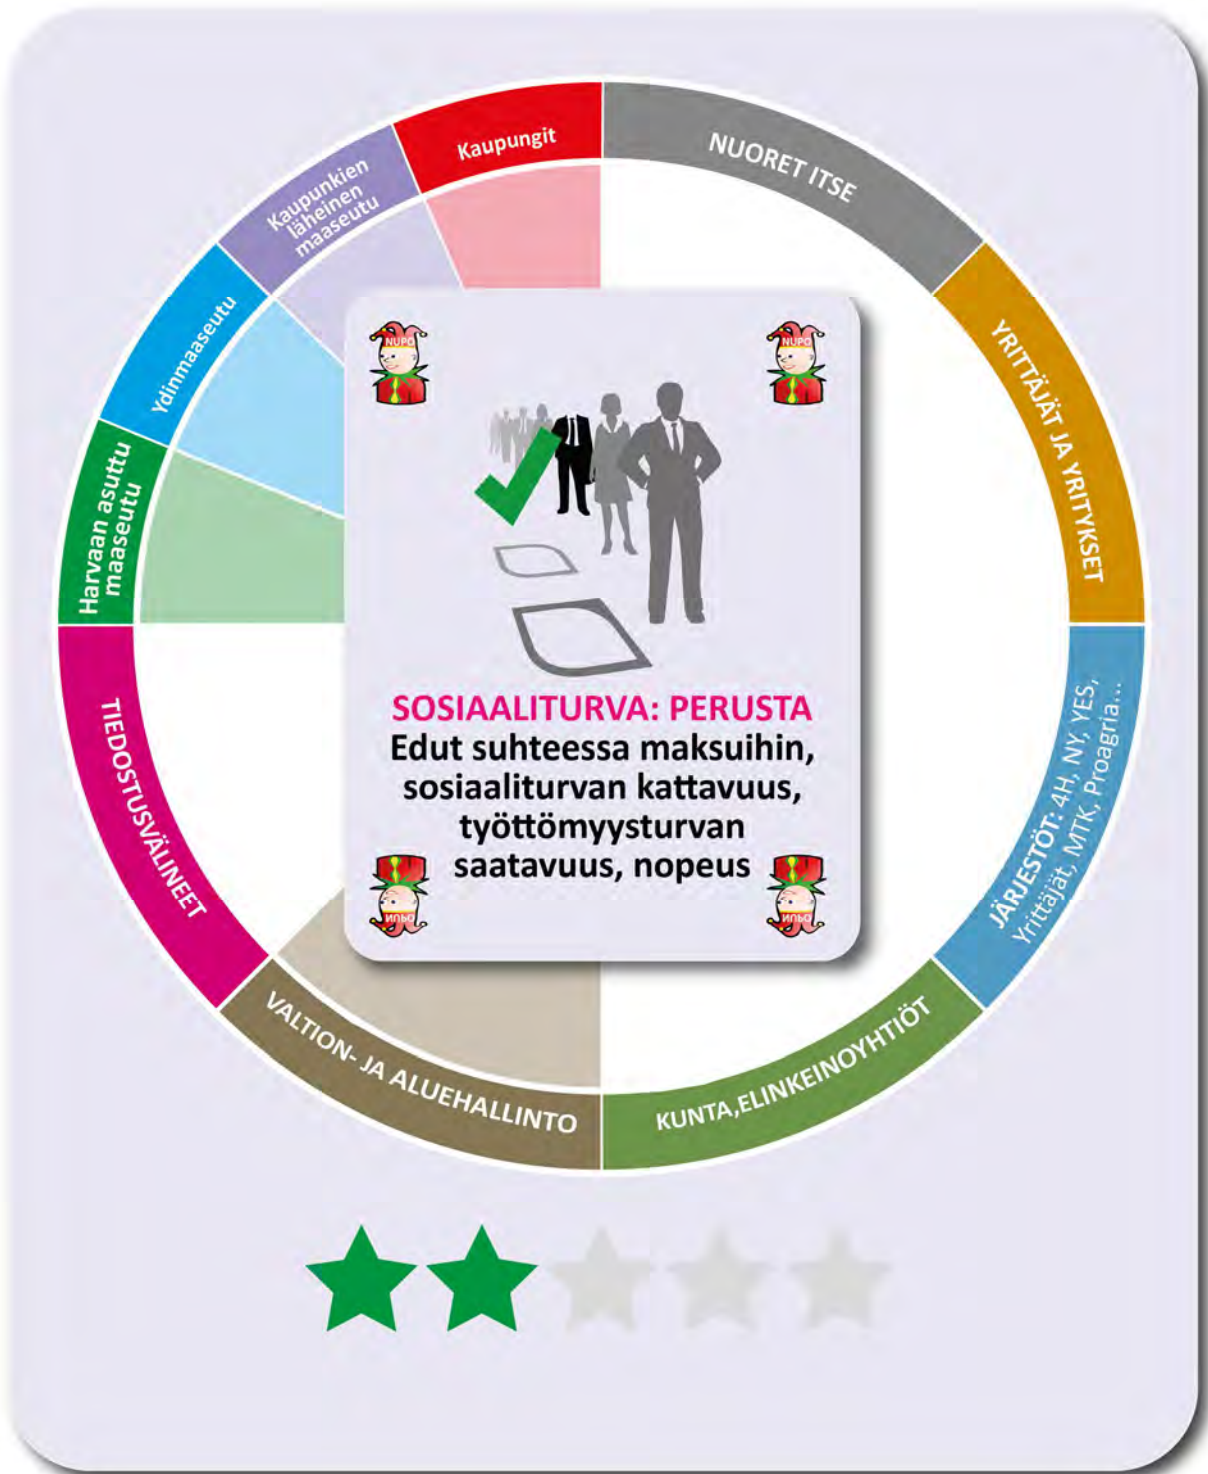 Kaupungit
NUORET ITSE
Kaupunkien
läheinen
maaseutu
YRITTÄJÄT JA YRITYKSET
Ydinmaaseutu
Harvaan asuttu
maaseutu
NUPO
NUPO
SOSIAALITURVA: PERUSTA
Edut suhteessa maksuihin,
sosiaaliturvan kattavuus,
työttömyysturvan
saatavuus, nopeus
NUPO
NUPO
JÄRJESTÖT: 4H, NY, YES,
Yrittäjät, MTK, Proagria...
TIEDOSTUSVÄLINEET
VALTION- JA ALUEHALLINTO
KUNTA,ELINKEINOYHTIÖT